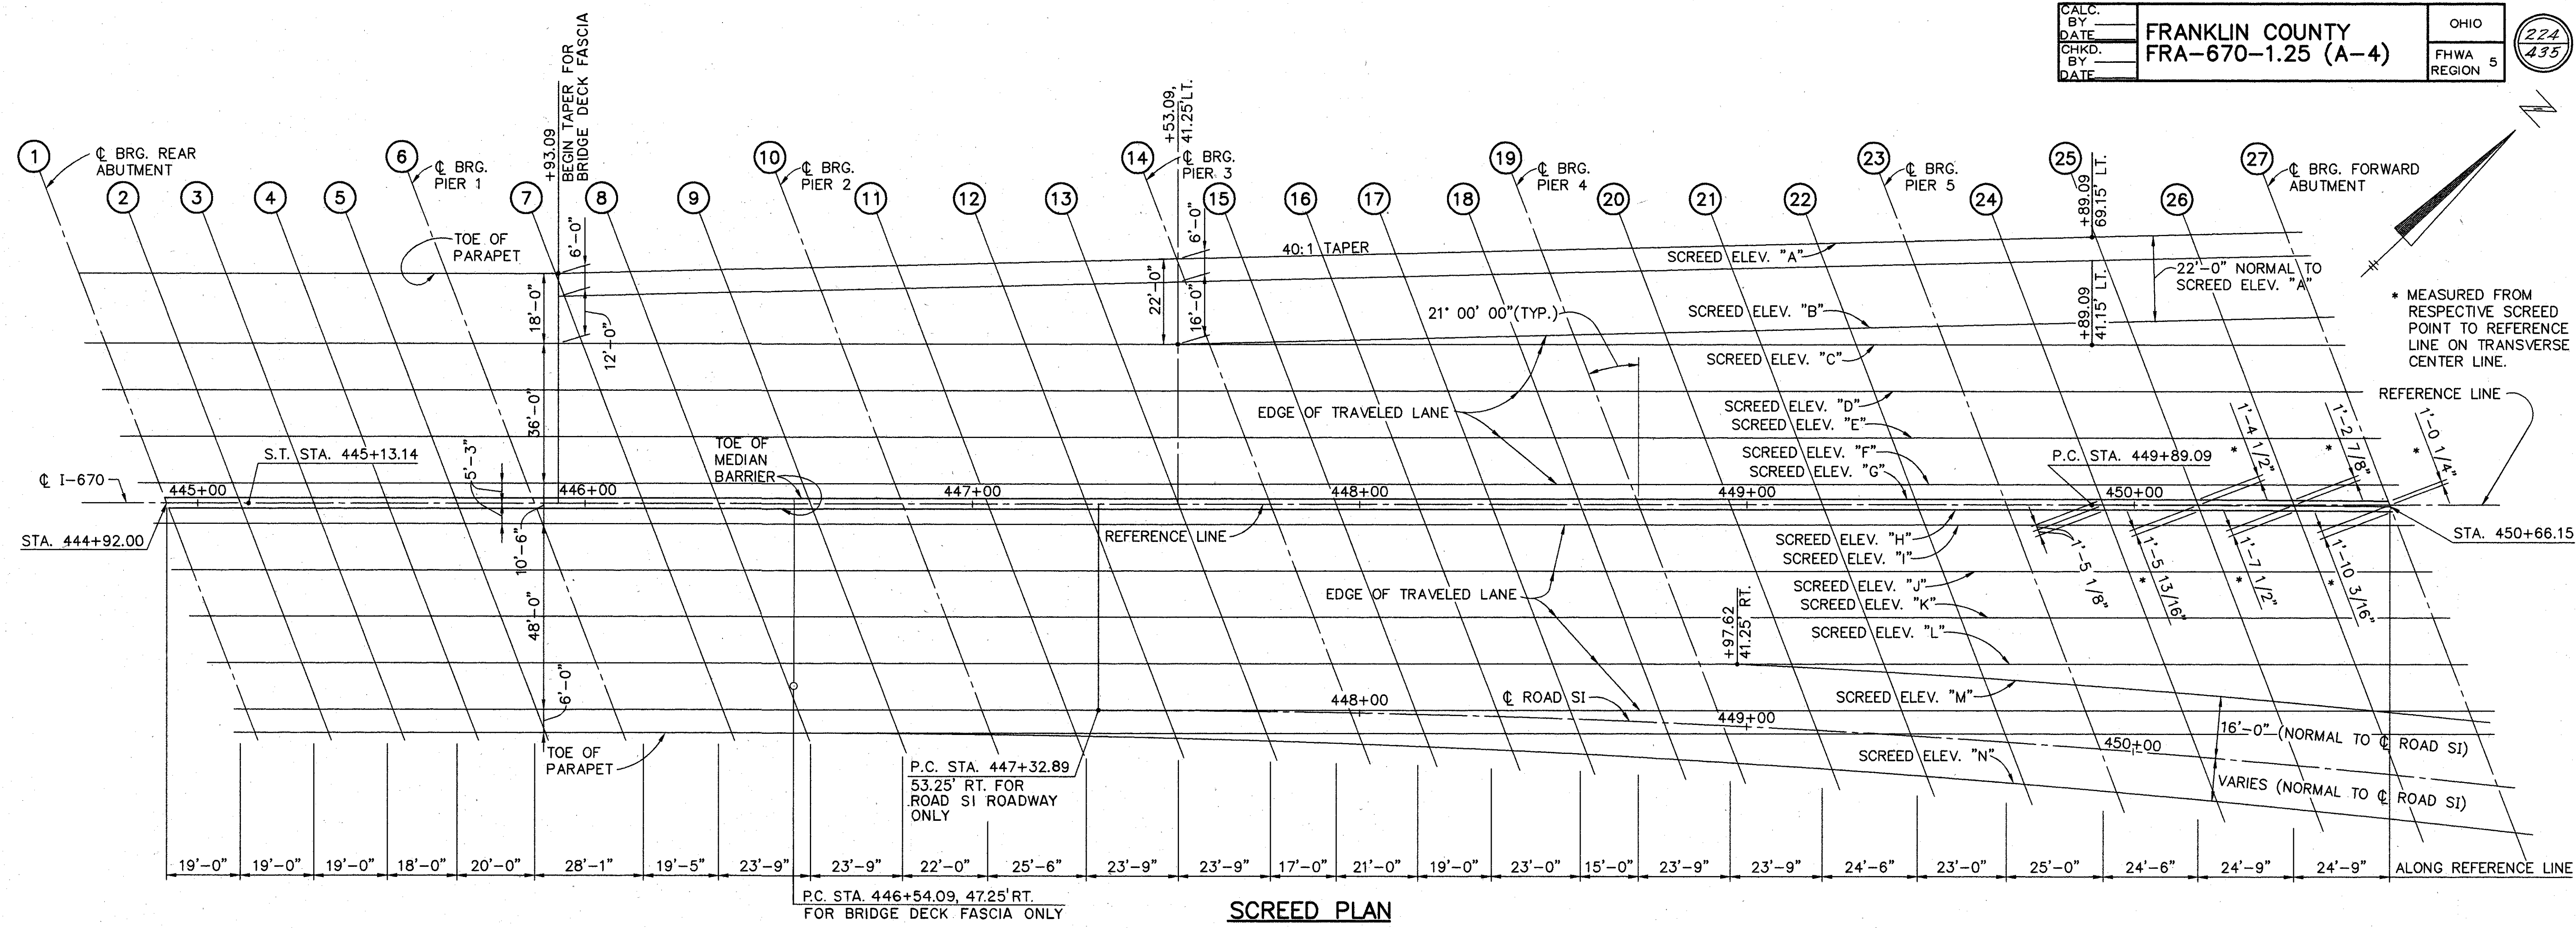 CALC.
BY
DATE
CHKD.
BY
DATE
FRANKLIN COUNTY
FRA-670-1.25 (A-4)
OHIO
FHWA
REGION 5
224
435
N
+93.09
BEGIN TAPER FOR
BRIDGE DECK FASCIA
+53.09,
41.25'LT.
1
℄ BRG. REAR
ABUTMENT
2
3
4
5
6
℄ BRG.
PIER 1
7
8
9
10
℄ BRG.
PIER 2
11
12
13
14
℄ BRG.
PIER 3
15
16
17
18
19
℄ BRG.
PIER 4
20
21
22
23
℄ BRG.
PIER 5
24
25
+89.09
69.15' LT.
26
27
℄ BRG. FORWARD
ABUTMENT
TOE OF
PARAPET
6'-0"
18'-0"
12'-0"
36'-0"
6'-0"
22'-0"
16'-0"
40:1 TAPER
SCREED ELEV. "A"
22'-0" NORMAL TO
SCREED ELEV. "A"
+89.09
41.15' LT.
21° 00' 00"(TYP.)
SCREED ELEV. "B"
SCREED ELEV. "C"
* MEASURED FROM
RESPECTIVE SCREED
POINT TO REFERENCE
LINE ON TRANSVERSE
CENTER LINE.
REFERENCE LINE
EDGE OF TRAVELED LANE
SCREED ELEV. "D"
SCREED ELEV. "E"
SCREED ELEV. "F"
SCREED ELEV. "G"
P.C. STA. 449+89.09
1'-4 1/2"
*
1'-2 7/8"
*
1'-0 1/4"
*
TOE OF
MEDIAN
BARRIER
5'-3"
S.T. STA. 445+13.14
℄ I-670
445+00
446+00
447+00
448+00
449+00
450+00
STA. 444+92.00
10'-6"
REFERENCE LINE
SCREED ELEV. "H"
SCREED ELEV. "I"
STA. 450+66.15
1'-5 1/8"
1'-5 13/16"
*
1'-7 1/2"
*
1'-10 3/16"
*
48'-0"
EDGE OF TRAVELED LANE
SCREED ELEV. "J"
SCREED ELEV. "K"
SCREED ELEV. "L"
+97.62
41.25' RT.
6'-0"
448+00
℄ ROAD SI
449+00
SCREED ELEV. "M"
450+00
16'-0" (NORMAL TO ℄ ROAD SI)
TOE OF
PARAPET
SCREED ELEV. "N"
VARIES (NORMAL TO ℄ ROAD SI)
P.C. STA. 447+32.89
53.25' RT. FOR
ROAD SI ROADWAY
ONLY
19'-0" 19'-0" 19'-0" 18'-0" 20'-0" 28'-1" 19'-5" 23'-9" 23'-9" 22'-0" 25'-6" 23'-9" 23'-9" 17'-0" 21'-0" 19'-0" 23'-0" 15'-0" 23'-9" 23'-9" 24'-6" 23'-0" 25'-0" 24'-6" 24'-9" 24'-9" ALONG REFERENCE LINE
P.C. STA. 446+54.09, 47.25'RT.
FOR BRIDGE DECK FASCIA ONLY
SCREED PLAN